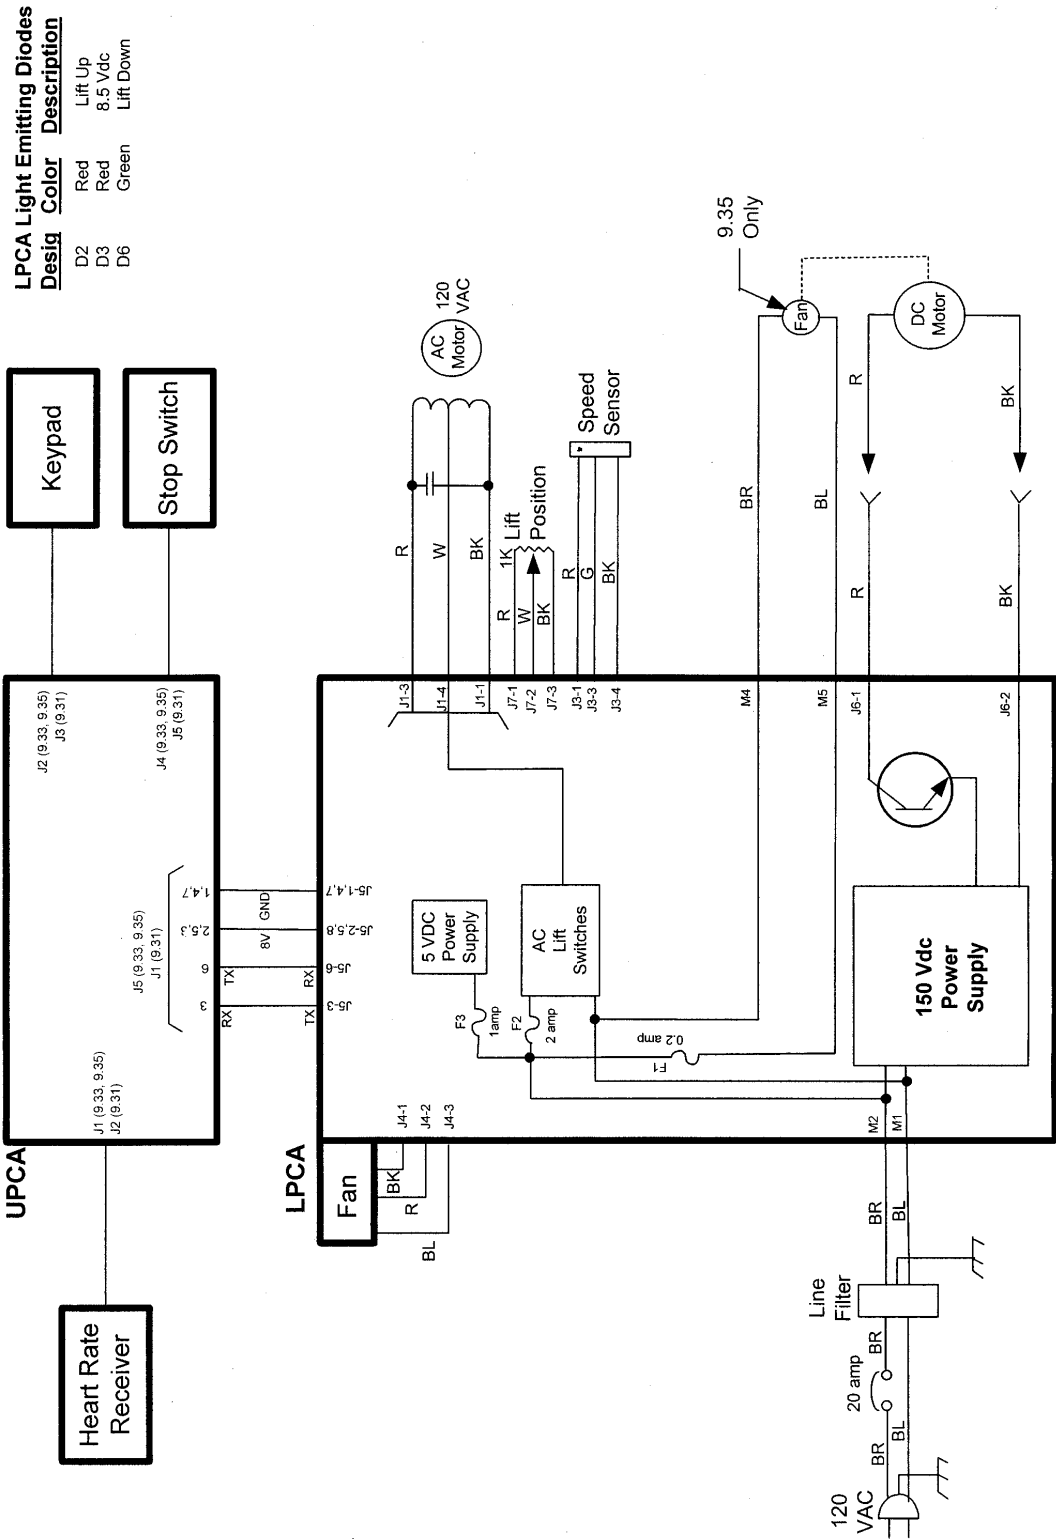 LPCA Light Emitting Diodes
Desig Color Description
D2 Red Lift Up
D3 Red 8.5 Vdc
D6 Green Lift Down
UPCA
Heart Rate
Receiver
J1 (9.33, 9.35)
J2 (9.31)
J2 (9.33, 9.35)
J3 (9.31)
Keypad
J4 (9.33, 9.35)
J5 (9.31)
Stop Switch
J5 (9.33, 9.35)
J1 (9.31)
3
6
2,5,3
1,4,7
RX
TX
8V
GND
TX
RX
J5-3
J5-6
J5-2,5,8
J5-1,4,7
LPCA
Fan
BK
R
BL
J4-1
J4-2
J4-3
5 VDC
Power
Supply
F3
1amp
F2
2 amp
F1
0.2 amp
AC
Lift
Switches
J1-3
J1-4
J1-1
R
W
BK
AC
Motor
120
VAC
J7-1
J7-2
J7-3
R
W
BK
1K
Lift
Position
J3-1
J3-3
J3-4
R
G
BK
Speed
Sensor
M4
BR
M5
BL
Fan
9.35
Only
J6-1
R
R
DC
Motor
J6-2
BK
BK
150 Vdc
Power
Supply
M2
M1
BR
BL
Line
Filter
BR
20 amp
BR
BL
120
VAC